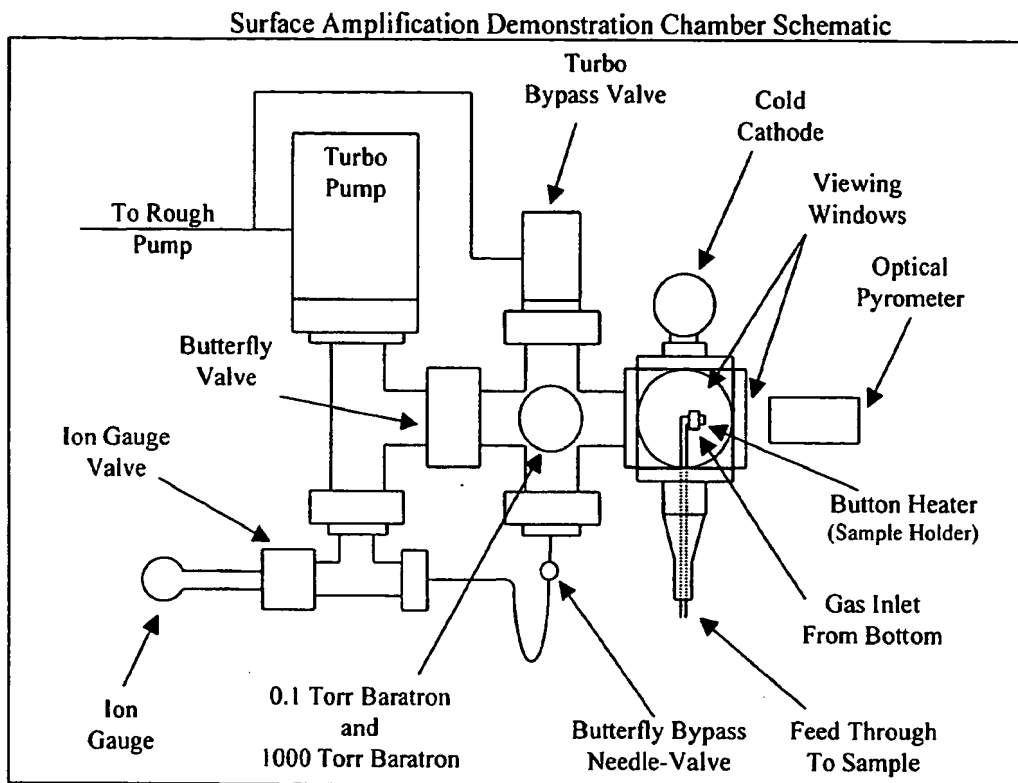 Surface Amplification Demonstration Chamber Schematic
Turbo
Bypass Valve
Cold
Cathode
Turbo
Pump
Viewing
Windows
To Rough
Pump
Optical
Pyrometer
Butterfly
Valve
Ion Gauge
Valve
Button Heater
(Sample Holder)
Gas Inlet
From Bottom
Ion
Gauge
0.1 Torr Baratron
and
1000 Torr Baratron
Butterfly Bypass
Needle-Valve
Feed Through
To Sample